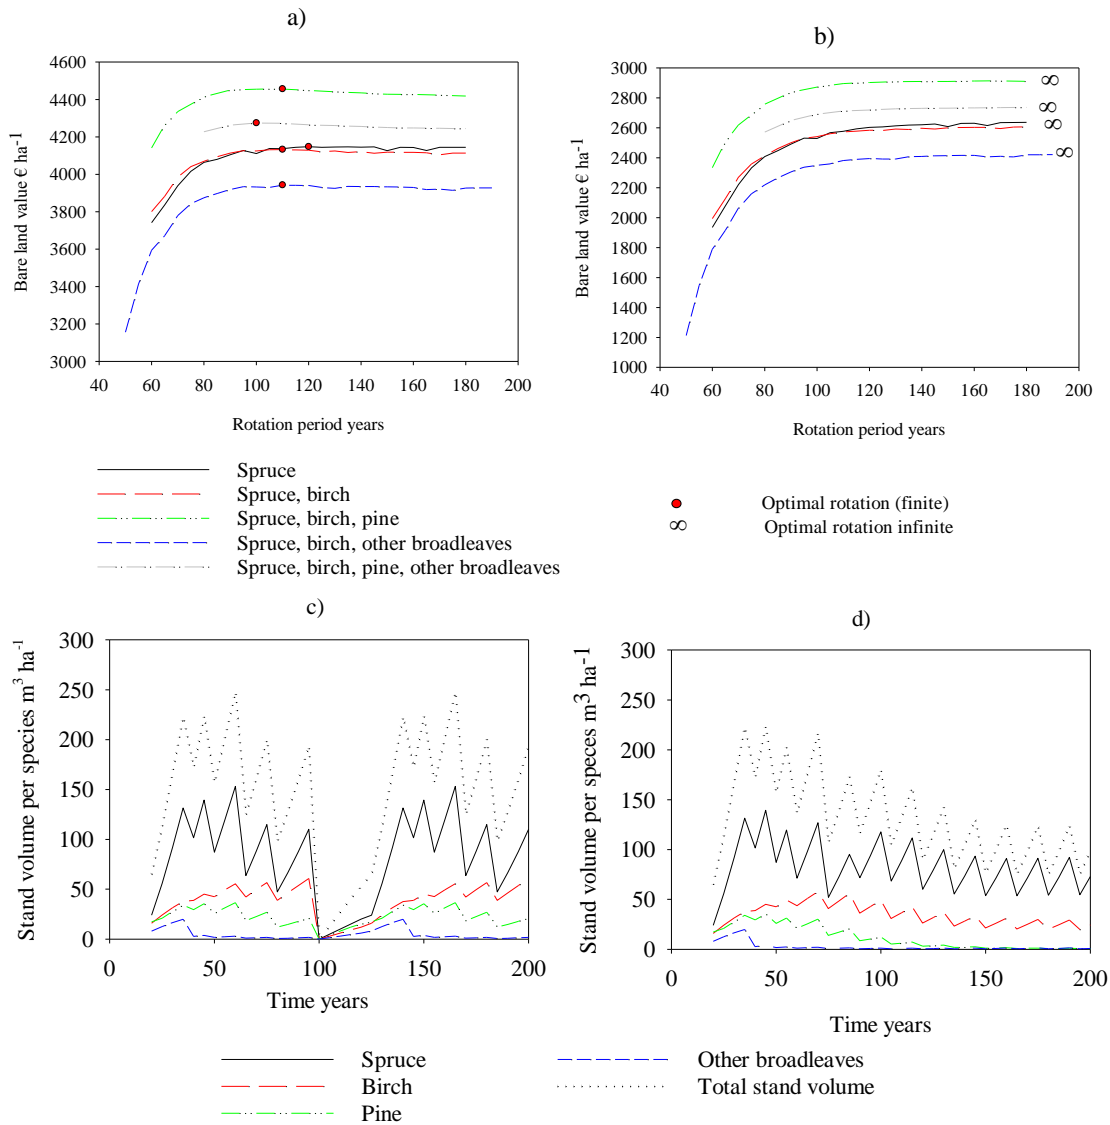 a)
Bare land value € ha⁻¹
4600
4400
4200
4000
3800
3600
3400
3200
3000
40 60 80 100 120 140 160 180 200
Rotation period years
b)
Bare land value € ha⁻¹
3000
2800
2600
2400
2200
2000
1800
1600
1400
1200
1000
∞
∞
∞
∞
40 60 80 100 120 140 160 180 200
Rotation period years
Spruce
Spruce, birch
Spruce, birch, pine
Spruce, birch, other broadleaves
Spruce, birch, pine, other broadleaves
Optimal rotation (finite)
∞ Optimal rotation infinite
c)
Stand volume per species m³ ha⁻¹
300
250
200
150
100
50
0
0 50 100 150 200
Time years
d)
Stand volume per speces m3 ha⁻¹
300
250
200
150
100
50
0
0 50 100 150 200
Time years
Spruce
Birch
Pine
Other broadleaves
Total stand volume